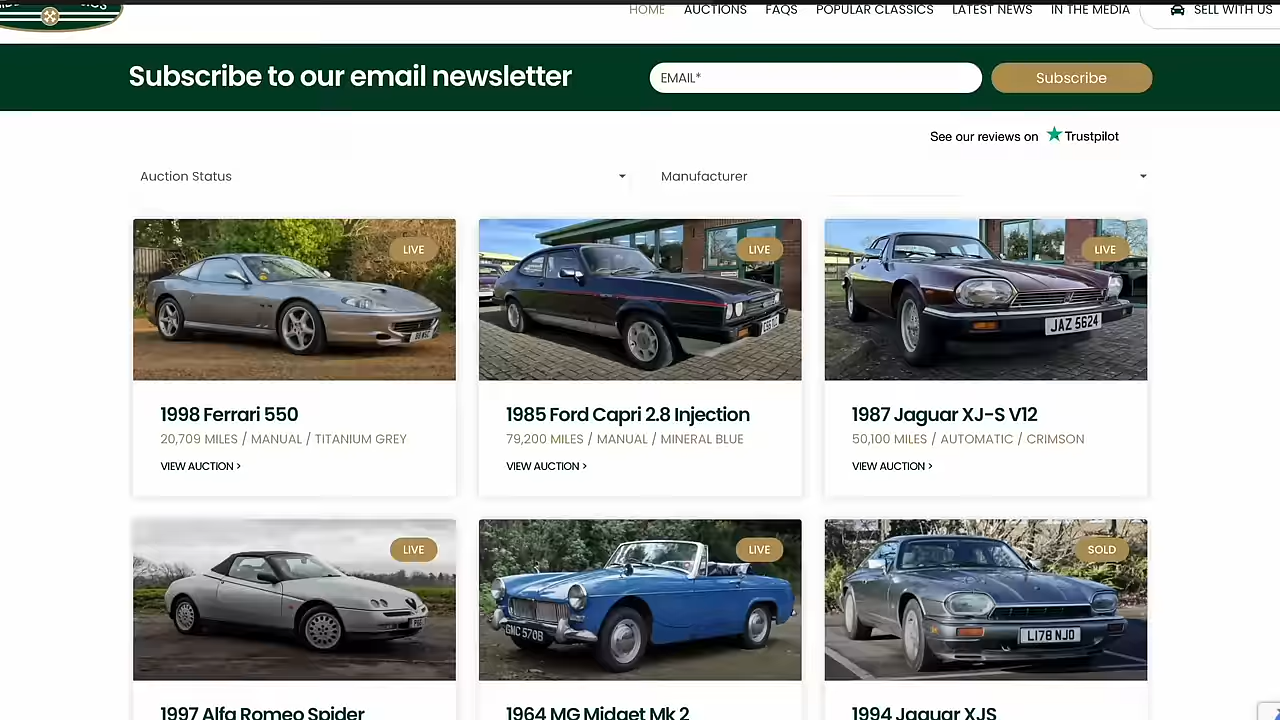 HOME AUCTIONS FAQS POPULAR CLASSICS LATEST NEWS IN THE MEDIA SELL WITH US
Subscribe to our email newsletter EMAIL* Subscribe
See our reviews on Trustpilot
Auction Status Manufacturer
LIVE LIVE LIVE
JAZ 5624
1998 Ferrari 550 1985 Ford Capri 2.8 Injection 1987 Jaguar XJ-S V12
20,709 MILES / MANUAL / TITANIUM GREY 79,200 MILES / MANUAL / MINERAL BLUE 50,100 MILES / AUTOMATIC / CRIMSON
VIEW AUCTION > VIEW AUCTION > VIEW AUCTION >
LIVE LIVE SOLD
GMC 570B L178 NJO
1997 Alfa Romeo Spider 1964 MG Midget Mk 2 1994 Jaguar XJS